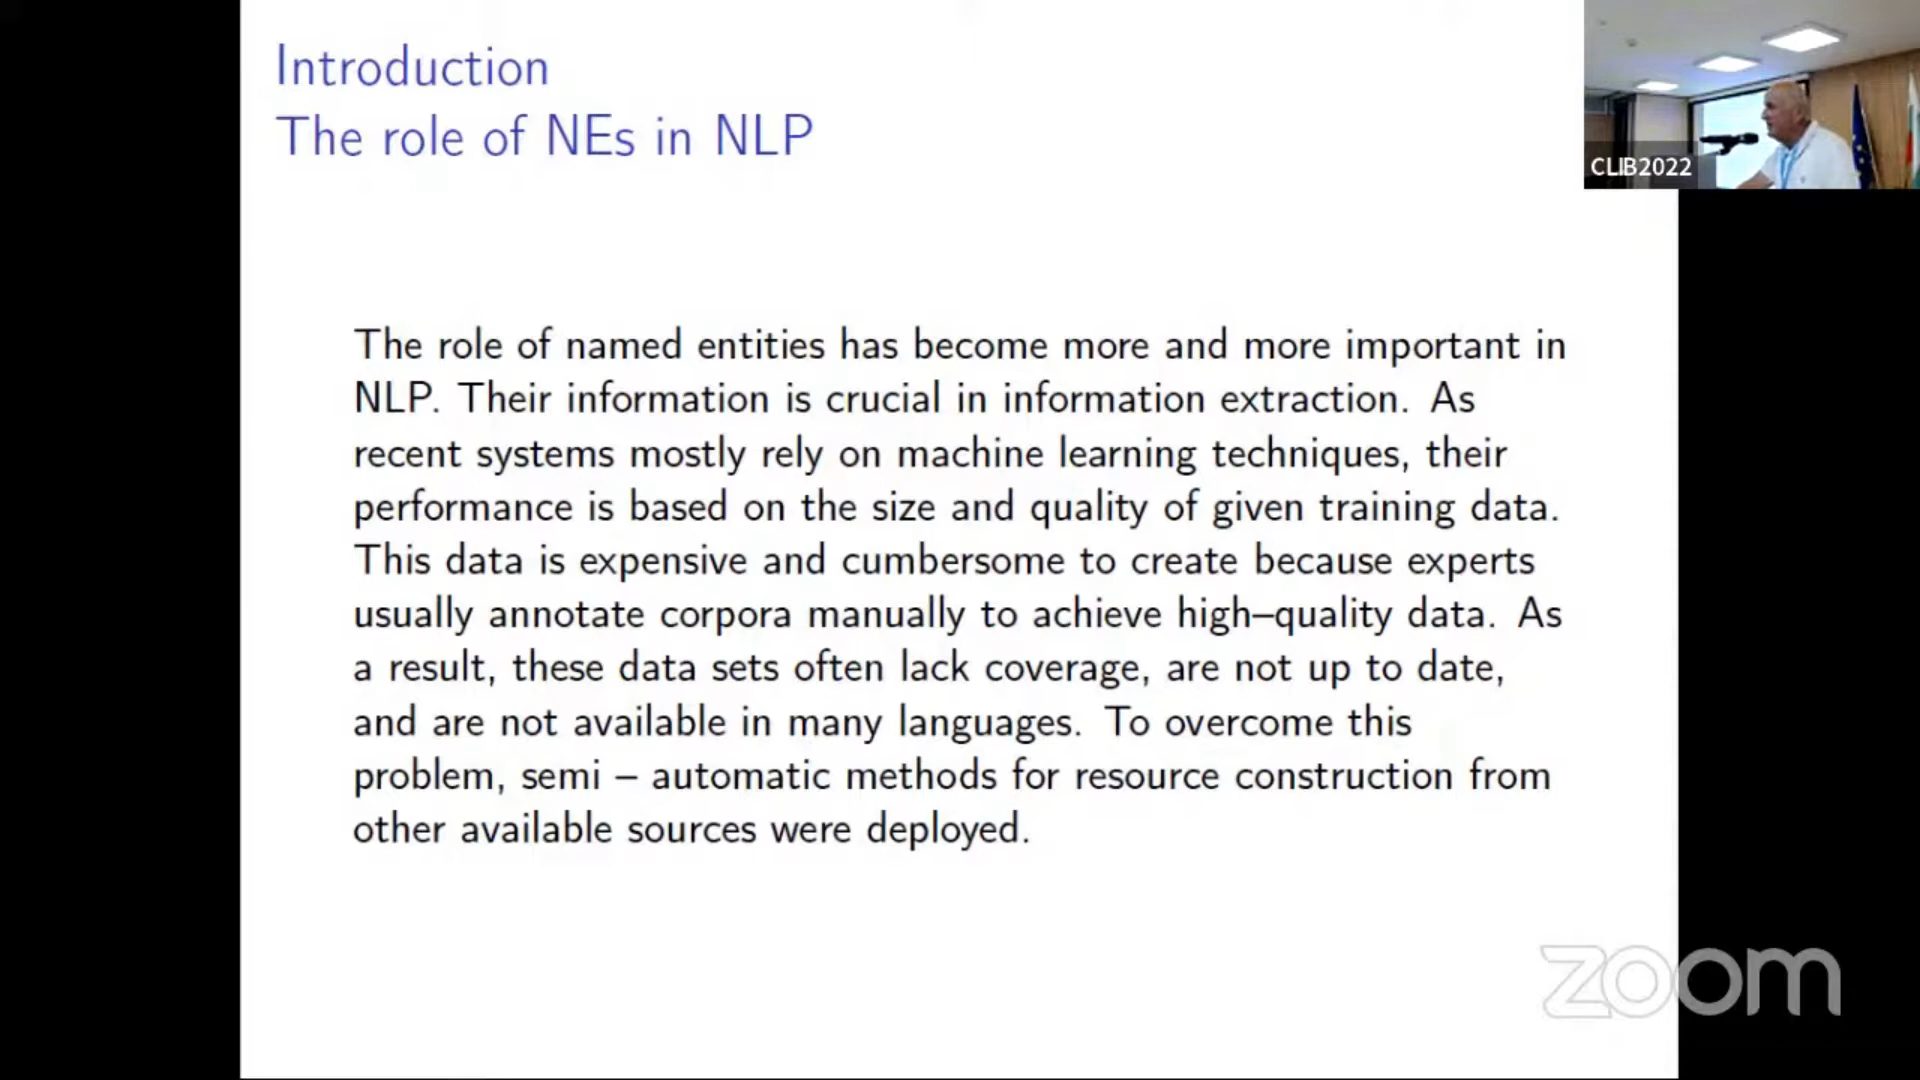 Introduction
The role of NEs in NLP
CLIB2022
The role of named entities has become more and more important in
NLP. Their information is crucial in information extraction. As
recent systems mostly rely on machine learning techniques, their
performance is based on the size and quality of given training data.
This data is expensive and cumbersome to create because experts
usually annotate corpora manually to achieve high–quality data. As
a result, these data sets often lack coverage, are not up to date,
and are not available in many languages. To overcome this
problem, semi – automatic methods for resource construction from
other available sources were deployed.
zoom